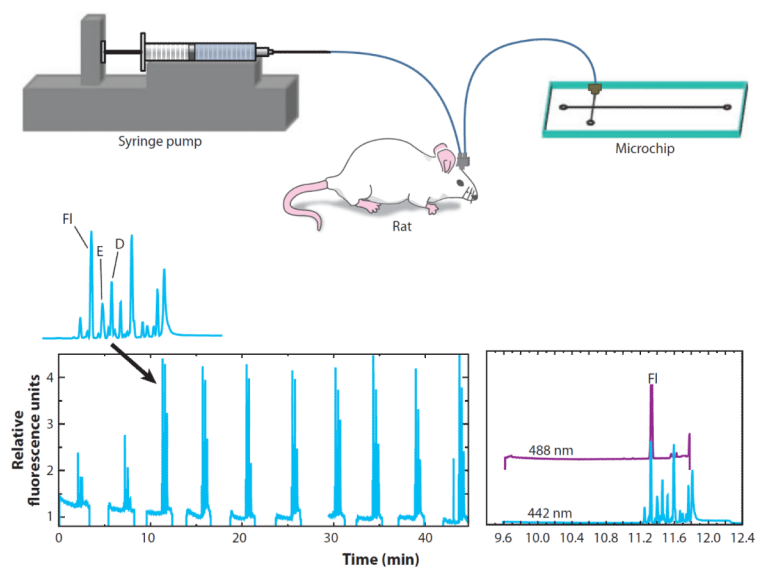 Syringe pump
Microchip
Rat
Fl
E
D
Relative
fluorescence units
4
3
2
1
0
10
20
30
40
Time (min)
Fl
488 nm
442 nm
9.6 10.0 10.4 10.8 11.2 11.6 12.0 12.4